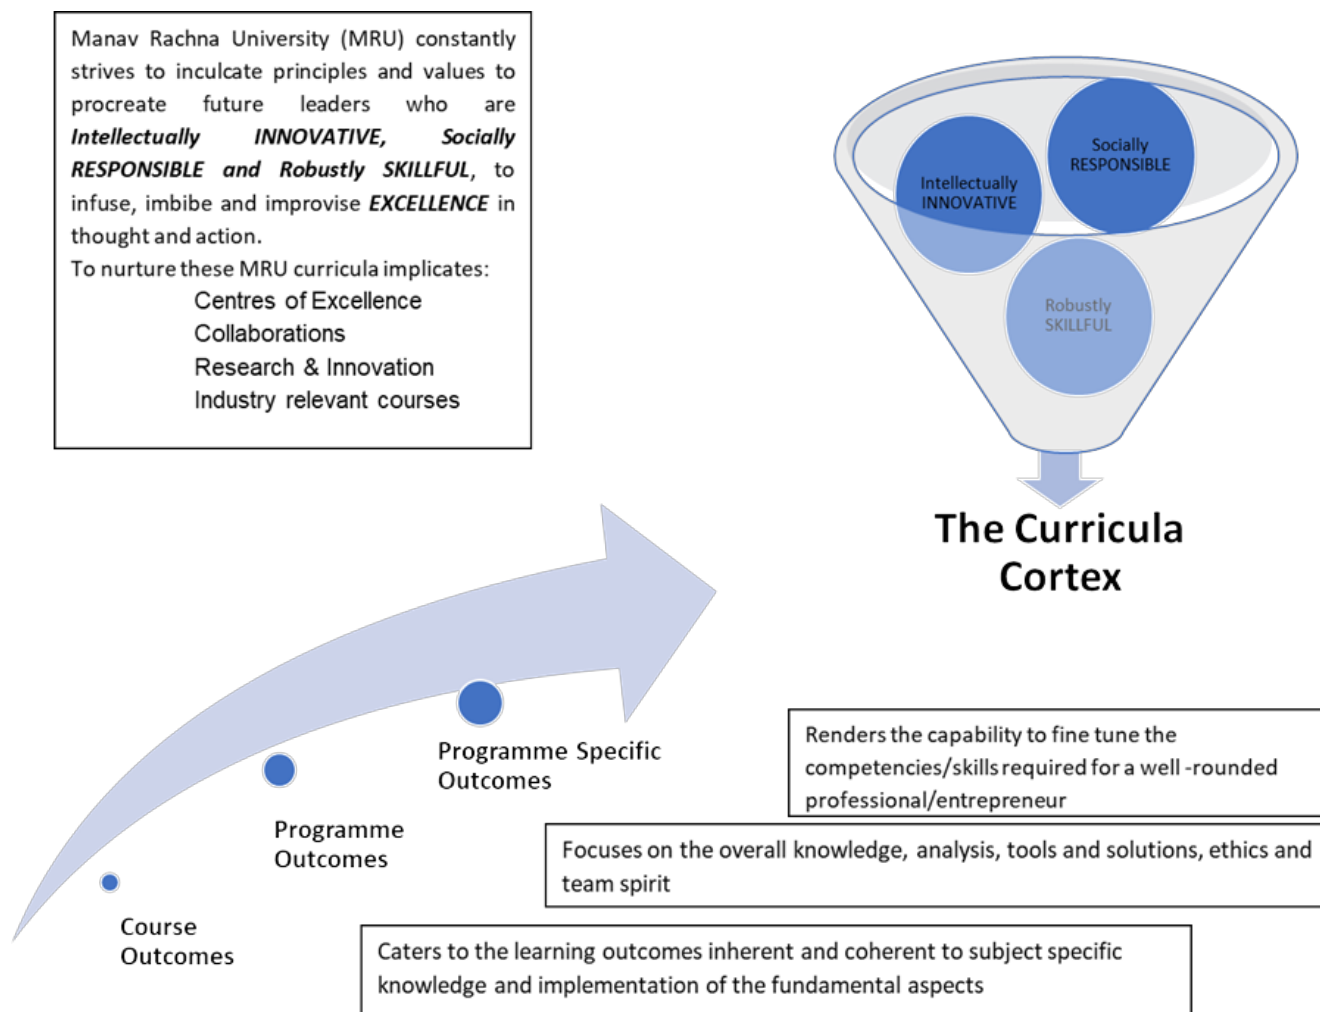 Manav Rachna University (MRU) constantly
strives to inculcate principles and values to
procreate future leaders who are
Intellectually INNOVATIVE, Socially
RESPONSIBLE and Robustly SKILLFUL, to
infuse, imbibe and improvise EXCELLENCE in
thought and action.
To nurture these MRU curricula implicates:
Centres of Excellence
Collaborations
Research & Innovation
Industry relevant courses
Socially
RESPONSIBLE
Intellectually
INNOVATIVE
Robustly
SKILLFUL
The Curricula
Cortex
Programme Specific
Outcomes
Renders the capability to fine tune the
competencies/skills required for a well -rounded
professional/entrepreneur
Programme
Outcomes
Focuses on the overall knowledge, analysis, tools and solutions, ethics and
team spirit
Course
Outcomes
Caters to the learning outcomes inherent and coherent to subject specific
knowledge and implementation of the fundamental aspects